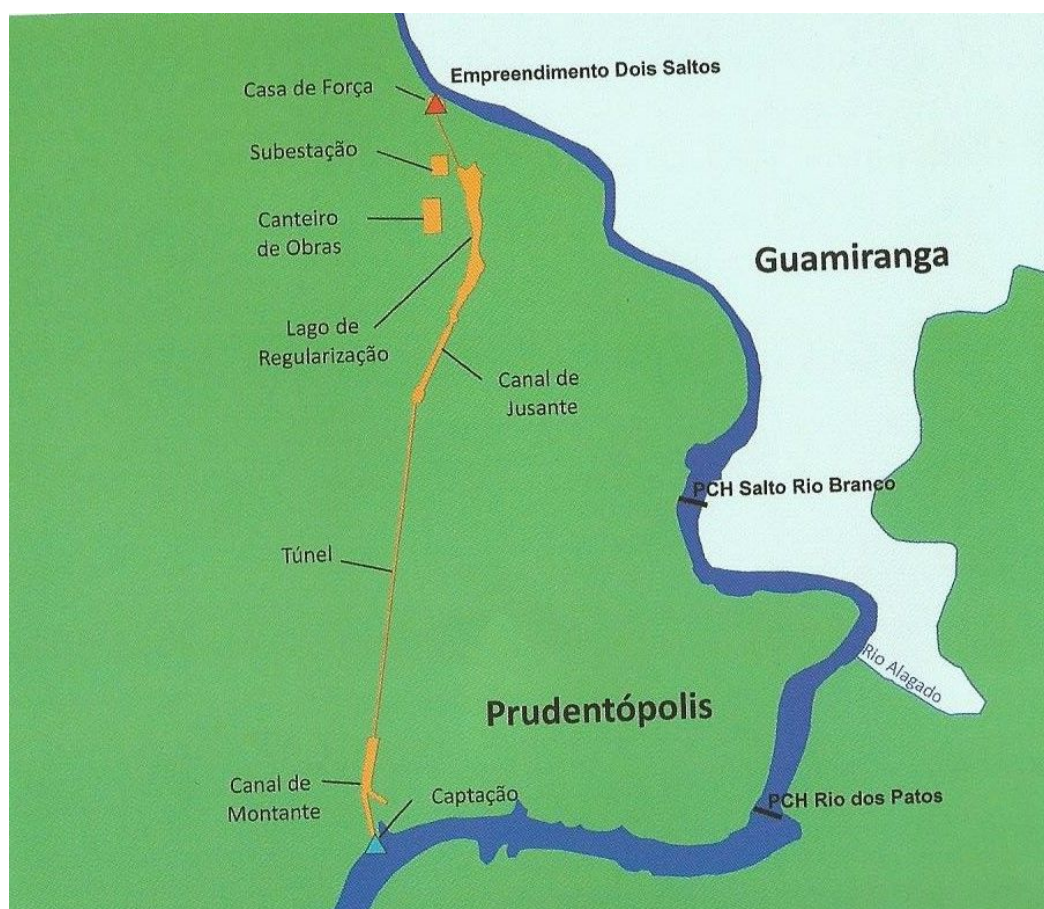 Empreendimento Dois Saltos
Casa de Força
Subestação
Canteiro
de Obras
Guamiranga
Lago de
Regularização
Canal de
Jusante
PCH Salto Rio Branco
Túnel
Rio Alagado
Prudentópolis
Canal de
Montante
Captação
PCH Rio dos Patos